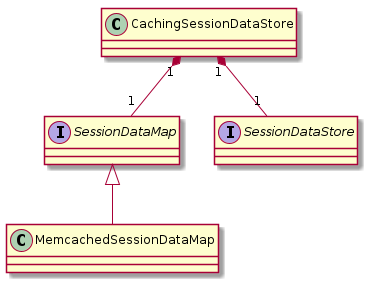 C CachingSessionDataStore
1 1
1 1
I SessionDataMap I SessionDataStore
C MemcachedSessionDataMap